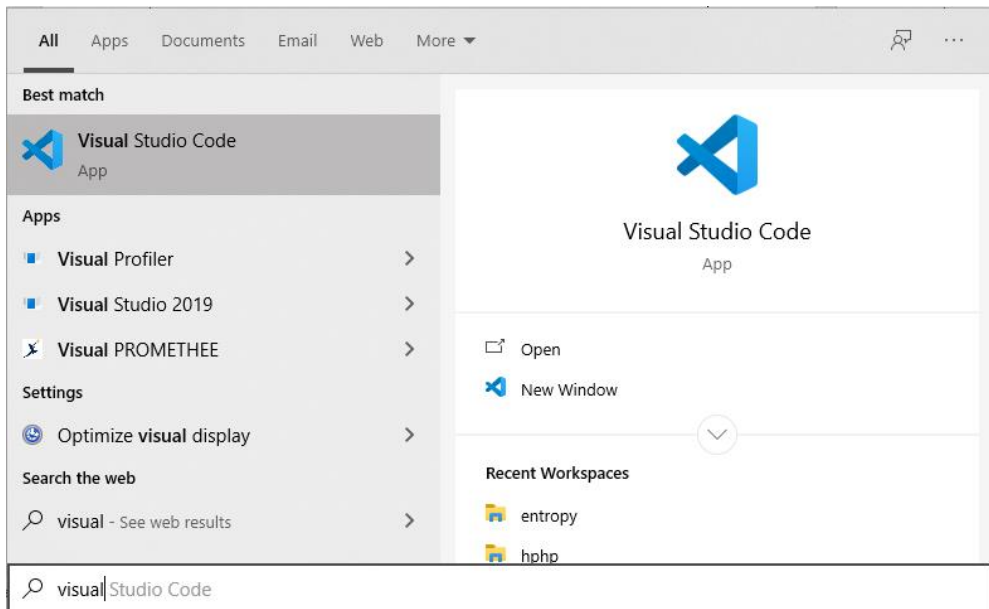 All Apps Documents Email Web More
Best match
Visual Studio Code
App
Apps
Visual Profiler
Visual Studio 2019
Visual PROMETHEE
Settings
Optimize visual display
Search the web
visual - See web results
visual Studio Code
Visual Studio Code
App
Open
New Window
Recent Workspaces
entropy
hphp